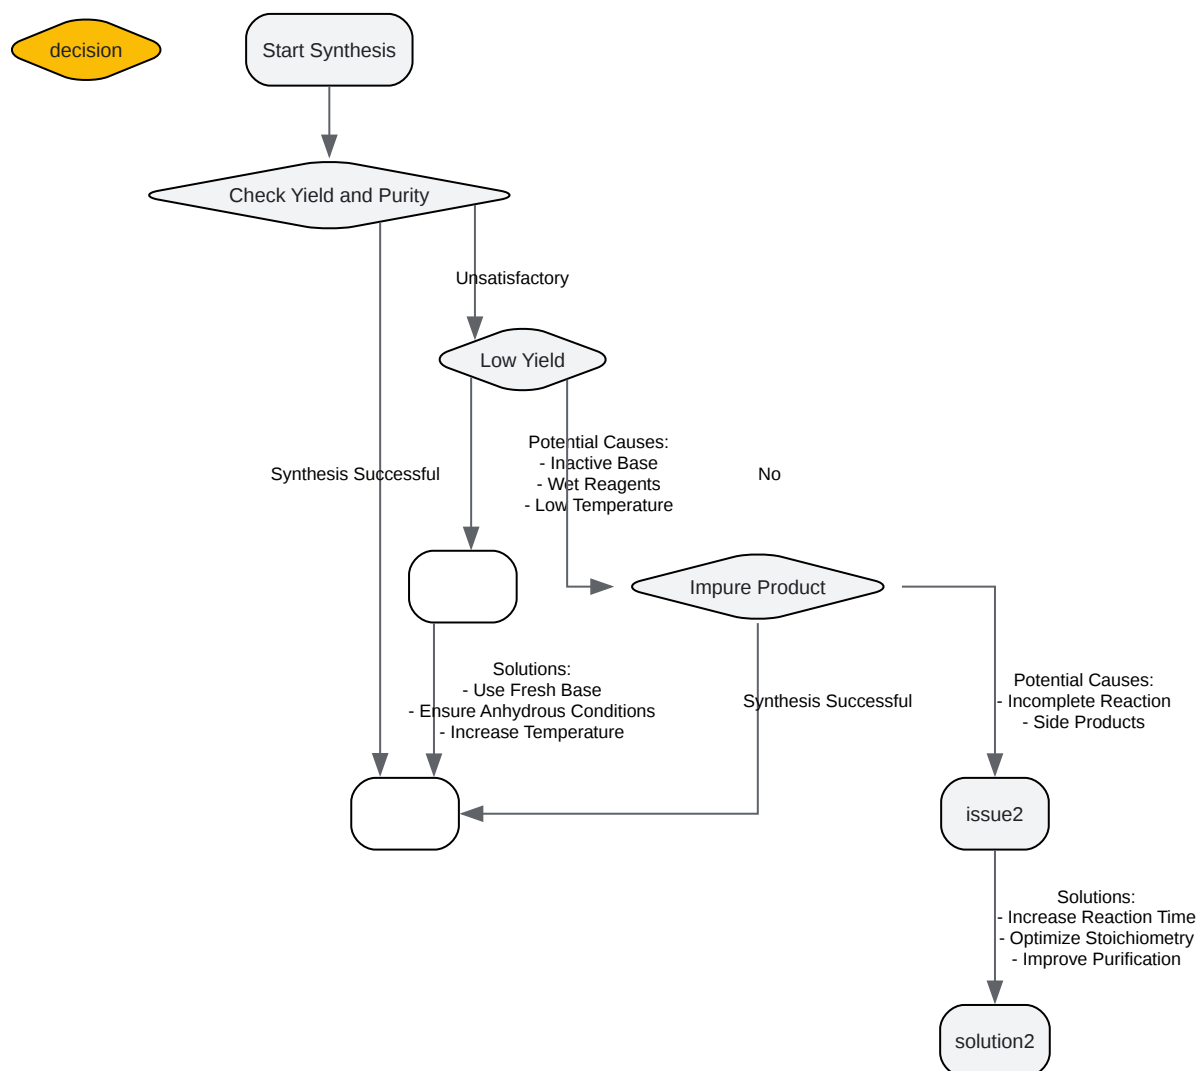 decision
Start Synthesis
Check Yield and Purity
Unsatisfactory
Low Yield
Synthesis Successful
Potential Causes:
- Inactive Base
- Wet Reagents
- Low Temperature
No
Impure Product
Solutions:
- Use Fresh Base
- Ensure Anhydrous Conditions
- Increase Temperature
Synthesis Successful
Potential Causes:
- Incomplete Reaction
- Side Products
issue2
Solutions:
- Increase Reaction Time
- Optimize Stoichiometry
- Improve Purification
solution2